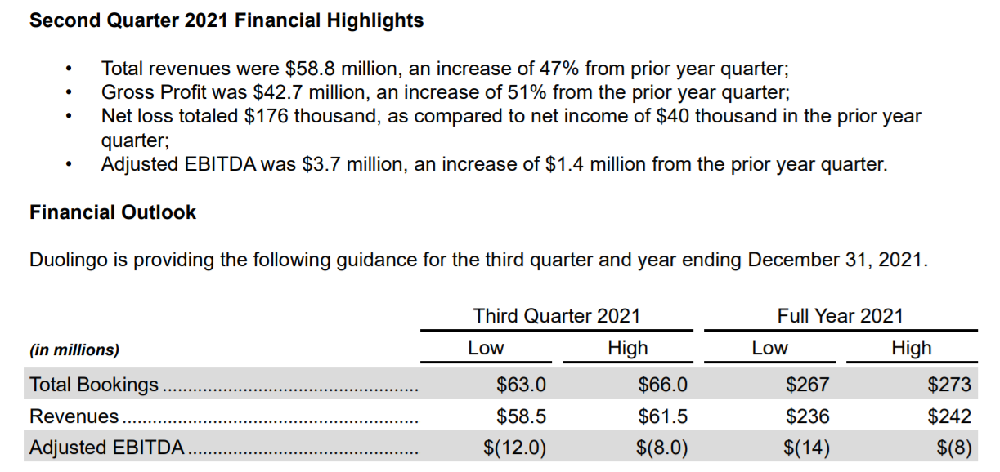 Second Quarter 2021 Financial Highlights
• Total revenues were $58.8 million, an increase of 47% from prior year quarter;
• Gross Profit was $42.7 million, an increase of 51% from the prior year quarter;
• Net loss totaled $176 thousand, as compared to net income of $40 thousand in the prior year
quarter;
• Adjusted EBITDA was $3.7 million, an increase of $1.4 million from the prior year quarter.
Financial Outlook
Duolingo is providing the following guidance for the third quarter and year ending December 31, 2021.
Third Quarter 2021 Full Year 2021
(in millions) Low High Low High
Total Bookings .................................................. $63.0 $66.0 $267 $273
Revenues .......................................................... $58.5 $61.5 $236 $242
Adjusted EBITDA ............................................. $(12.0) $(8.0) $(14) $(8)